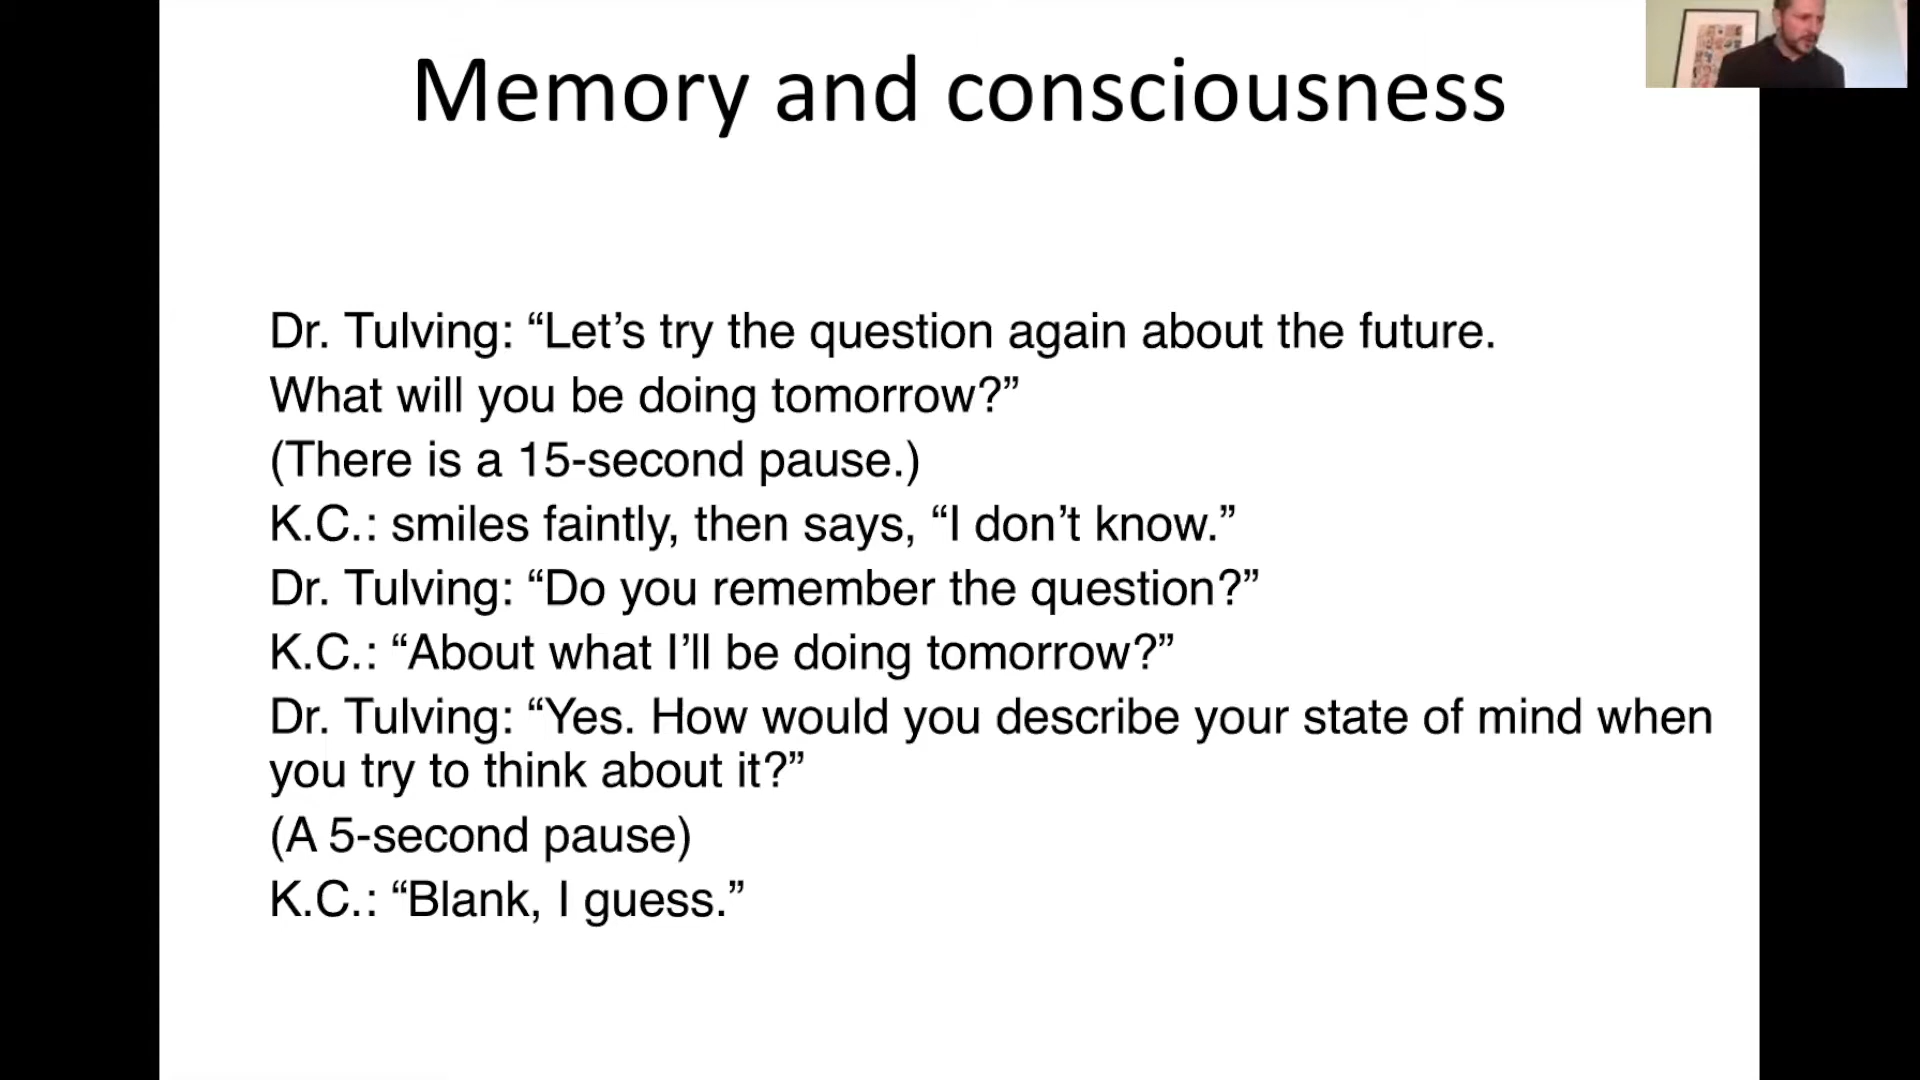 Memory and consciousness
Dr. Tulving: “Let’s try the question again about the future.
What will you be doing tomorrow?”
(There is a 15-second pause.)
K.C.: smiles faintly, then says, “I don’t know.”
Dr. Tulving: “Do you remember the question?”
K.C.: “About what I’ll be doing tomorrow?”
Dr. Tulving: “Yes. How would you describe your state of mind when
you try to think about it?”
(A 5-second pause)
K.C.: “Blank, I guess.”